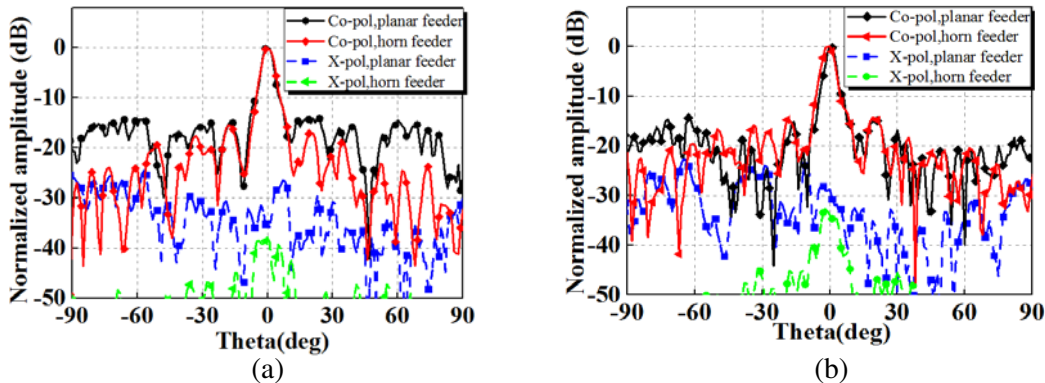 Normalized amplitude (dB)
0
-10
-20
-30
-40
-50
-90
-60
-30
0
30
60
90
Theta(deg)
Co-pol,planar feeder
Co-pol,horn feeder
X-pol,planar feeder
X-pol,horn feeder
(a)
Normalized amplitude (dB)
0
-10
-20
-30
-40
-50
-90
-60
-30
0
30
60
90
Theta(deg)
Co-pol,planar feeder
Co-pol,horn feeder
X-pol,planar feeder
X-pol,horn feeder
(b)